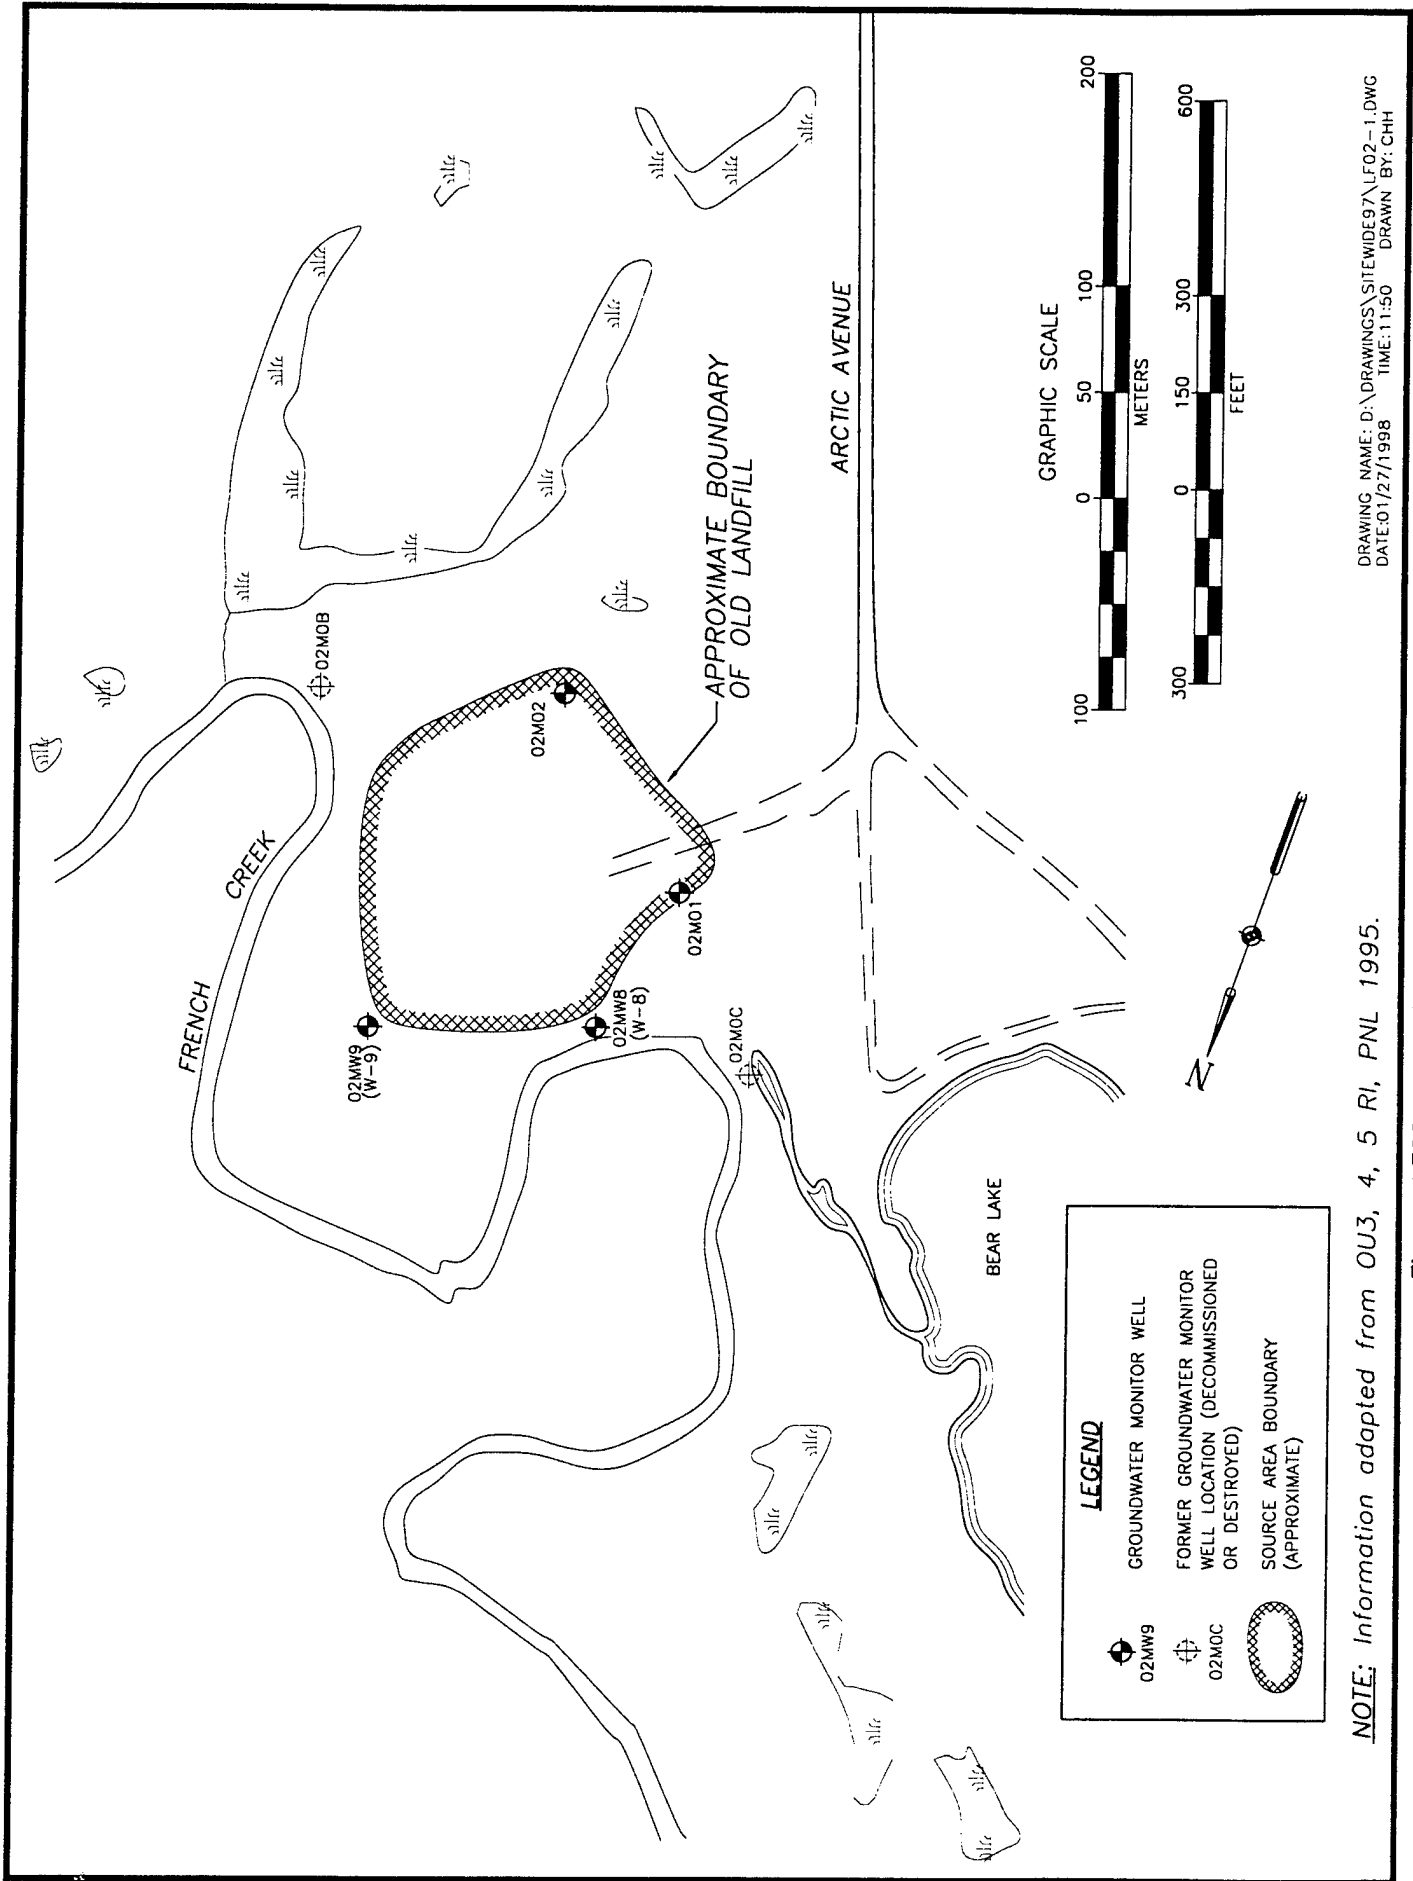 FRENCH
CREEK
02M0B
02M02
02MW9
(W-9)
02MW8
(W-8)
02M01
02M0C
APPROXIMATE BOUNDARY
OF OLD LANDFILL
ARCTIC AVENUE
BEAR LAKE
N
GRAPHIC SCALE
100 0 50 100 200
METERS
300 0 150 300 600
FEET
LEGEND
02MW9
GROUNDWATER MONITOR WELL
02M0C
FORMER GROUNDWATER MONITOR
WELL LOCATION (DECOMMISSIONED
OR DESTROYED)
SOURCE AREA BOUNDARY
(APPROXIMATE)
DRAWING NAME: D:\DRAWINGS\SITEWIDE97\LF02-1.DWG
DATE:01/27/1998 TIME:11:50 DRAWN BY: CHH
NOTE: Information adapted from OU3, 4, 5 RI, PNL 1995.